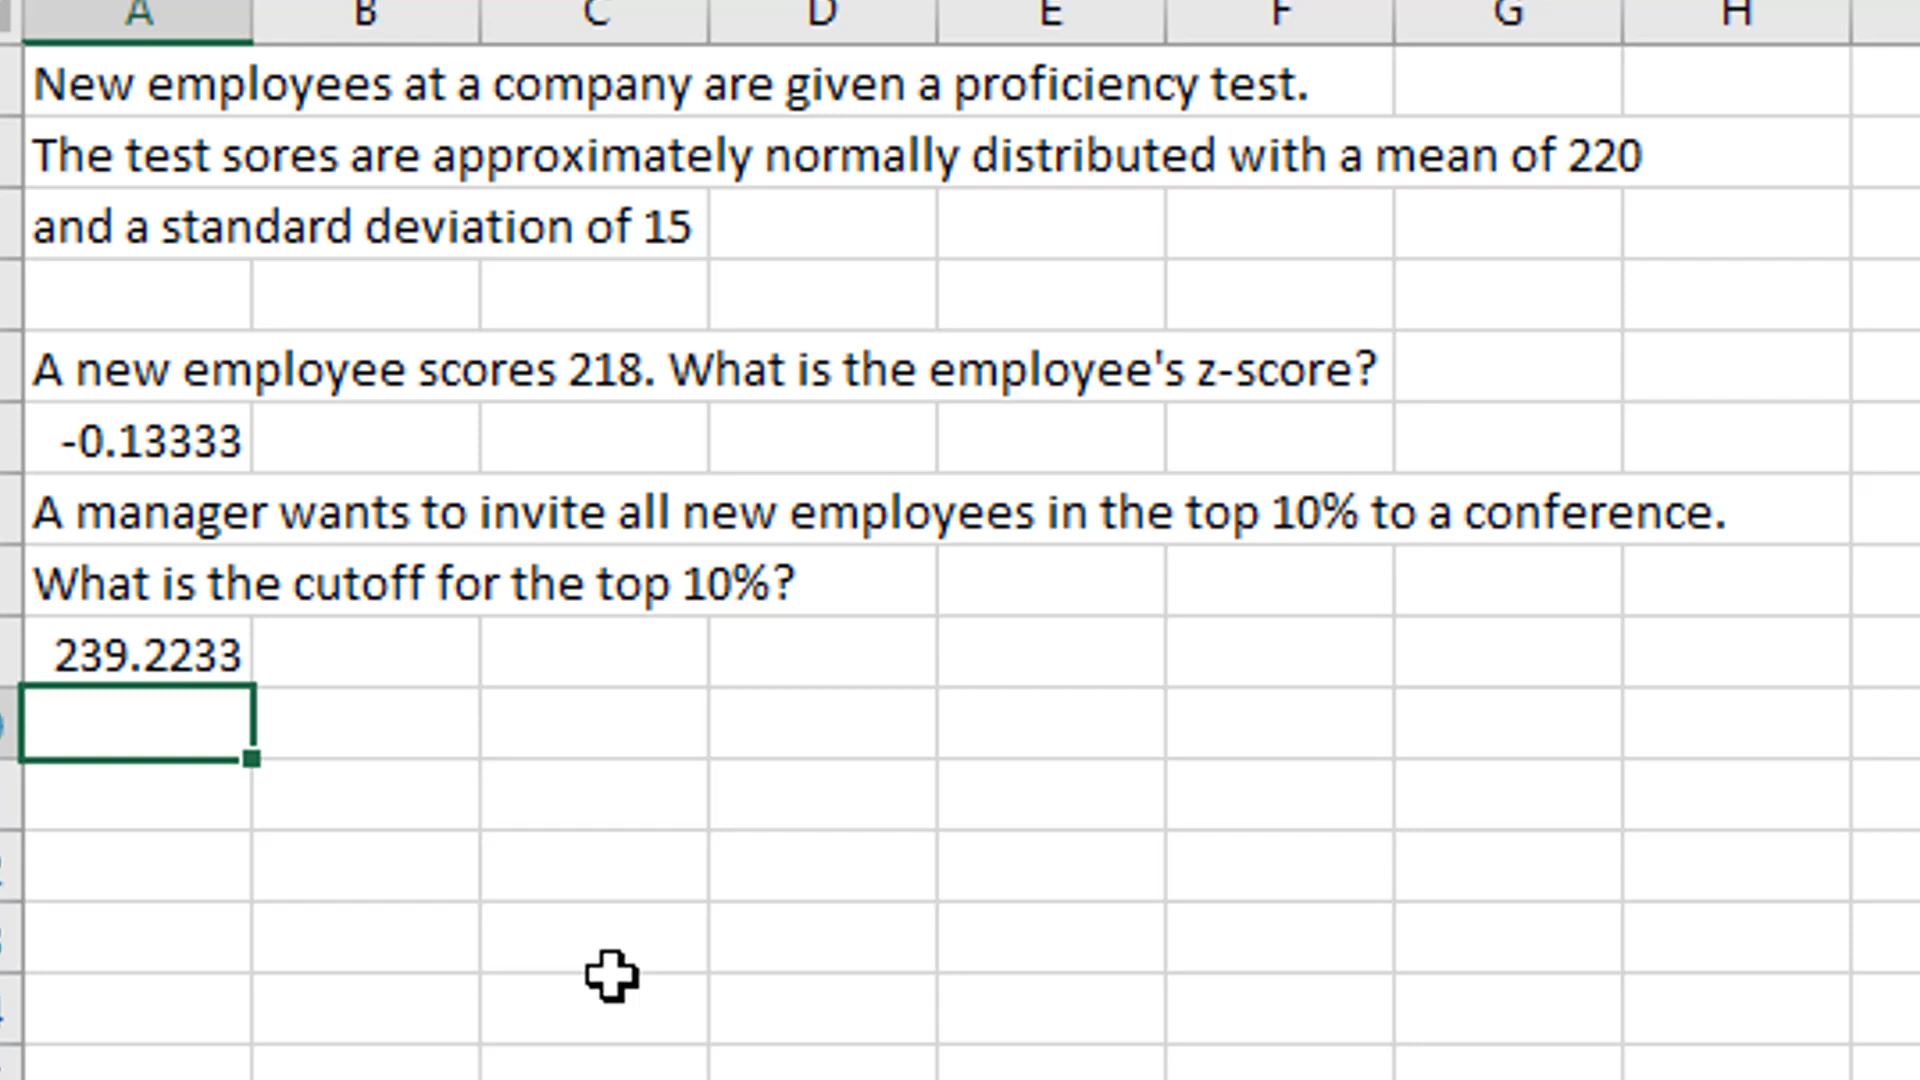 A B C D E F G H
New employees at a company are given a proficiency test.
The test sores are approximately normally distributed with a mean of 220
and a standard deviation of 15
A new employee scores 218. What is the employee's z-score?
-0.13333
A manager wants to invite all new employees in the top 10% to a conference.
What is the cutoff for the top 10%?
239.2233